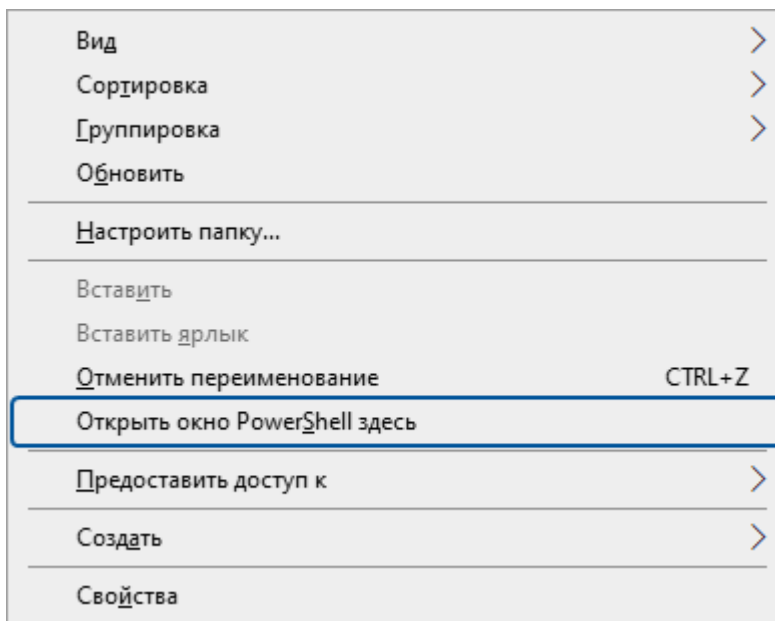 Вид
Сортировка
Группировка
Обновить
Настроить папку...
Вставить
Вставить ярлык
Отменить переименование CTRL+Z
Открыть окно PowerShell здесь
Предоставить доступ к
Создать
Свойства